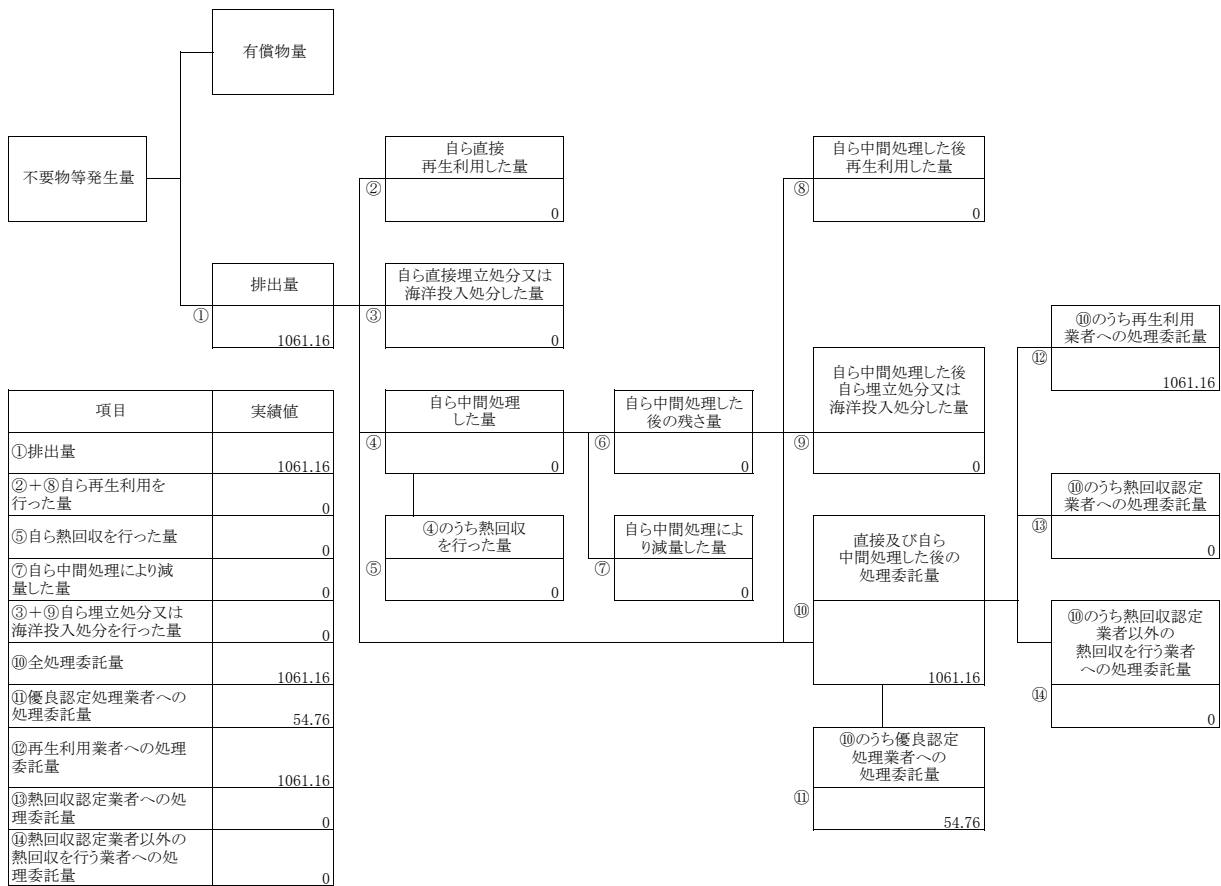 有償物量
不要物等発生量
自ら直接
再生利用した量
②
0
自ら中間処理した後
再生利用した量
⑧
0
排出量
①
1061.16
自ら直接埋立処分又は
海洋投入処分した量
③
0
⑩のうち再生利用
業者への処理委託量
⑫
1061.16
自ら中間処理
した量
④
0
自ら中間処理した
後の残さ量
⑥
0
自ら中間処理した後
自ら埋立処分又は
海洋投入処分した量
⑨
0
⑩のうち熱回収認定
業者への処理委託量
⑬
0
④のうち熱回収
を行った量
⑤
0
自ら中間処理によ
り減量した量
⑦
0
直接及び自ら
中間処理した後の
処理委託量
⑩
1061.16
⑩のうち熱回収認定
業者以外の
熱回収を行う業者
への処理委託量
⑭
0
⑩のうち優良認定
処理業者への
処理委託量
⑪
54.76
項目 実績値
①排出量
1061.16
②+⑧自ら再生利用を
行った量
0
⑤自ら熱回収を行った量
0
⑦自ら中間処理により減
量した量
0
③+⑨自ら埋立処分又は
海洋投入処分を行った量
0
⑩全処理委託量
1061.16
⑪優良認定処理業者への
処理委託量
54.76
⑫再生利用業者への処理
委託量
1061.16
⑬熱回収認定業者への処
理委託量
0
⑭熱回収認定業者以外の
熱回収を行う業者への処
理委託量
0